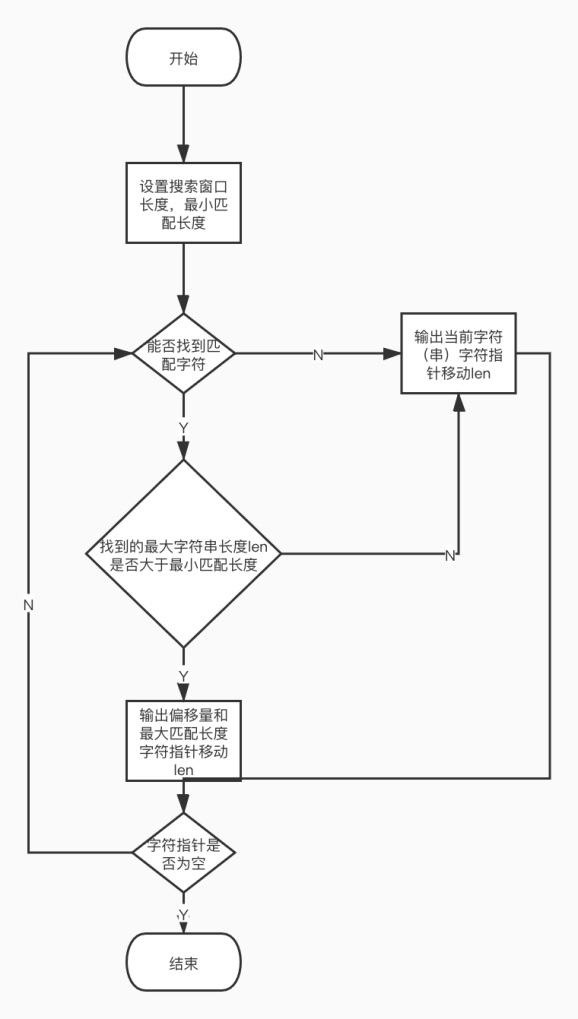 开始
设置搜索窗口
长度，最小匹
配长度
能否找到匹
配字符
N
输出当前字符
（串）字符指
针移动len
Y
找到的最大字符串长度len
是否大于最小匹配长度
N
N
Y
输出偏移量和
最大匹配长度
字符指针移动
len
字符指针是
否为空
Y
结束